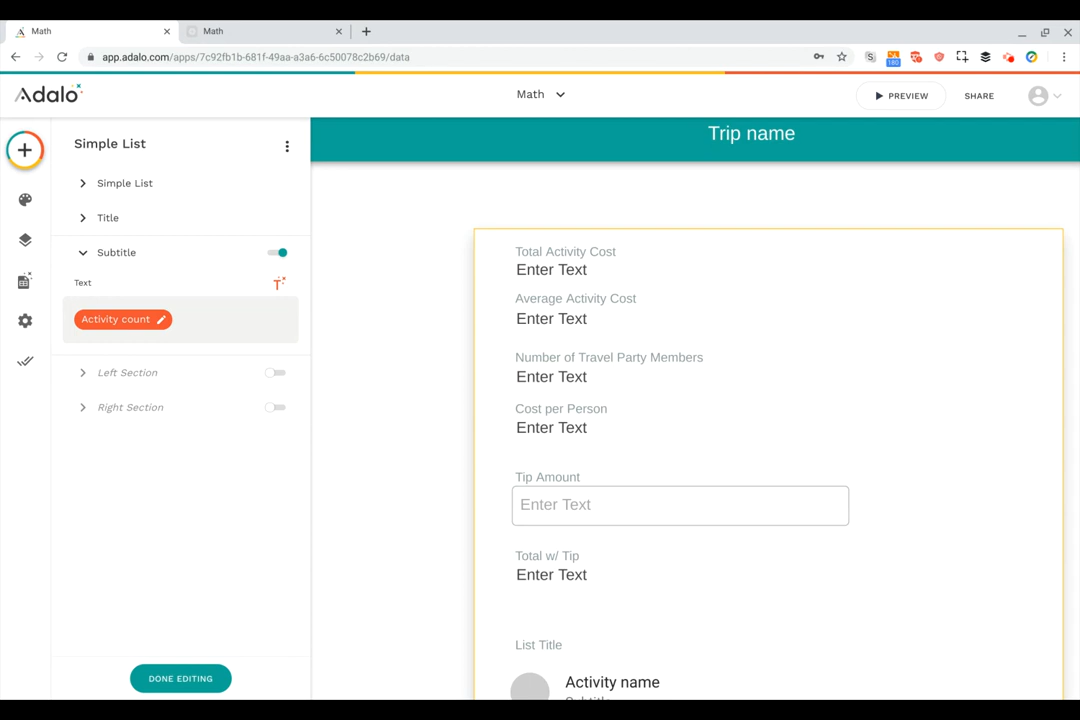 Math
Math
app.adalo.com/apps/7c92fb1b-681f-49aa-a3a6-6c50078c2b69/data
S
180
Adalo
Math
PREVIEW
SHARE
Simple List
Trip name
Simple List
Title
Subtitle
Text
T
Activity count
Left Section
Right Section
DONE EDITING
Total Activity Cost
Enter Text
Average Activity Cost
Enter Text
Number of Travel Party Members
Enter Text
Cost per Person
Enter Text
Tip Amount
Enter Text
Total w/ Tip
Enter Text
List Title
Activity name
Subtitle